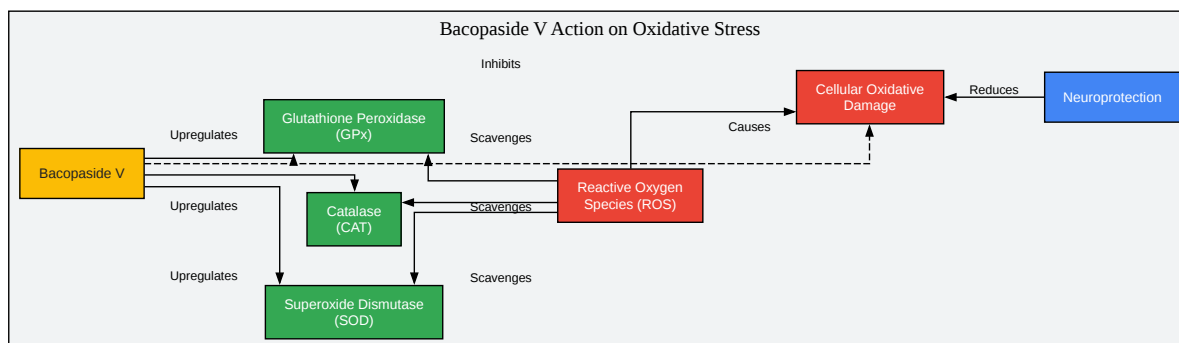 Bacopaside V Action on Oxidative Stress
Inhibits
Cellular Oxidative
Damage
Reduces
Neuroprotection
Glutathione Peroxidase
(GPx)
Upregulates
Scavenges
Causes
Bacopaside V
Reactive Oxygen
Species (ROS)
Upregulates
Catalase
(CAT)
Scavenges
Upregulates
Scavenges
Superoxide Dismutase
(SOD)